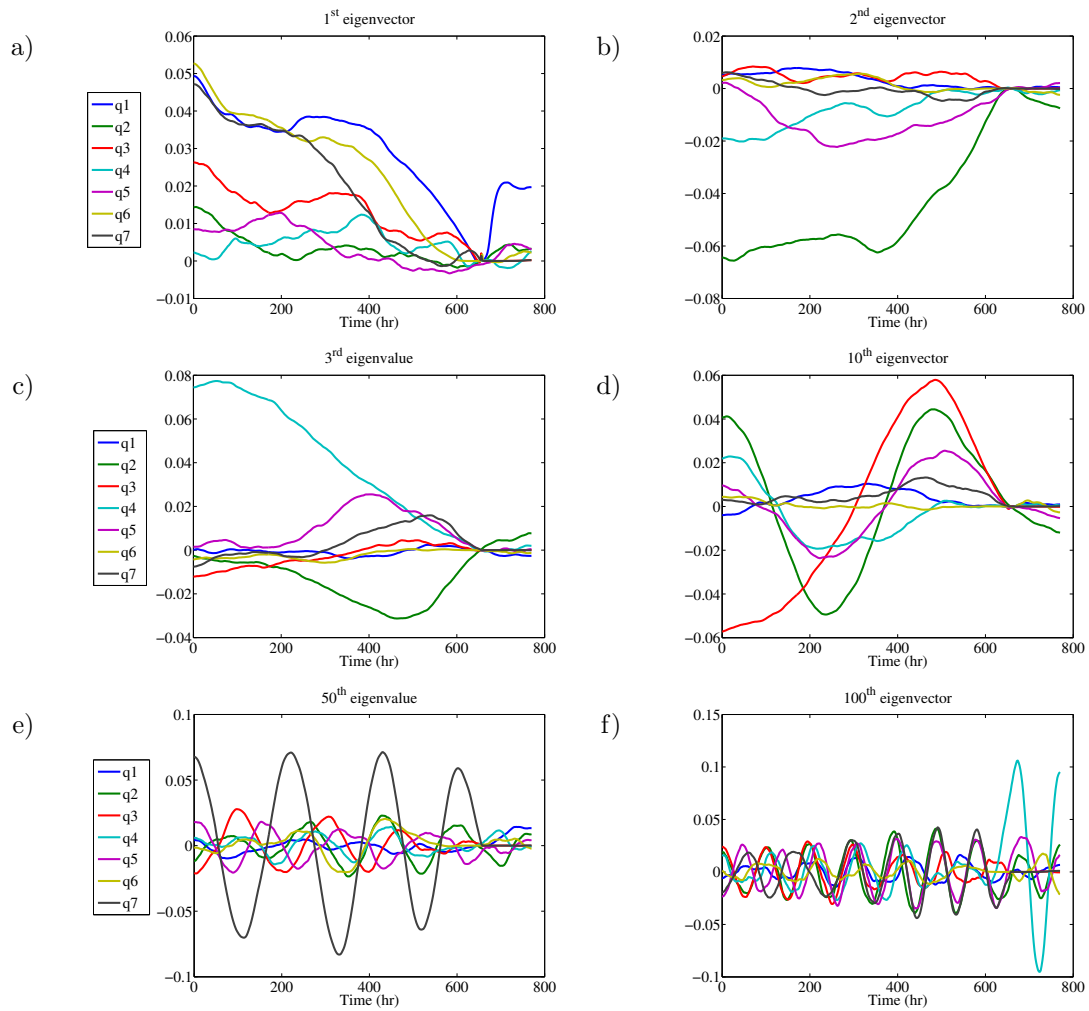 a)
1st eigenvector
0.06
0.05
0.04
0.03
0.02
0.01
0
−0.01
0 200 400 600 800
Time (hr)
q1
q2
q3
q4
q5
q6
q7
b)
2nd eigenvector
0.02
0
−0.02
−0.04
−0.06
−0.08
0 200 400 600 800
Time (hr)
c)
3rd eigenvalue
0.08
0.06
0.04
0.02
0
−0.02
−0.04
0 200 400 600 800
Time (hr)
q1
q2
q3
q4
q5
q6
q7
d)
10th eigenvector
0.06
0.04
0.02
0
−0.02
−0.04
−0.06
0 200 400 600 800
Time (hr)
e)
50th eigenvalue
0.1
0.05
0
−0.05
−0.1
0 200 400 600 800
Time (hr)
q1
q2
q3
q4
q5
q6
q7
f)
100th eigenvector
0.15
0.1
0.05
0
−0.05
−0.1
0 200 400 600 800
Time (hr)